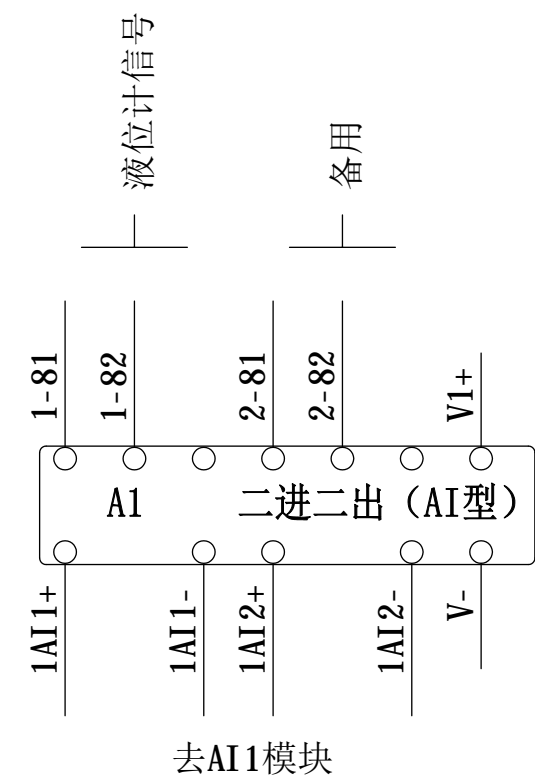 液位计信号
备用
1-81
1-82
2-81
2-82
V1+
A1
二进二出（AI型）
1AI1+
1AI1-
1AI2+
1AI2-
V-
去AI1模块